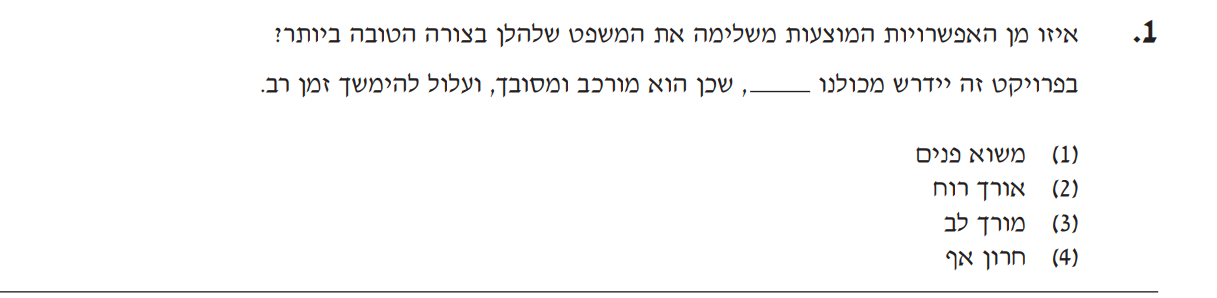 1. איזו מן האפשרויות המוצעות משלימה את המשפט שלהלן בצורה הטובה ביותר?
בפרויקט זה יידרש מכולנו _____, שכן הוא מורכב ומסובך, ועלול להימשך זמן רב.
(1) משוא פנים
(2) אורך רוח
(3) מורך לב
(4) חרון אף